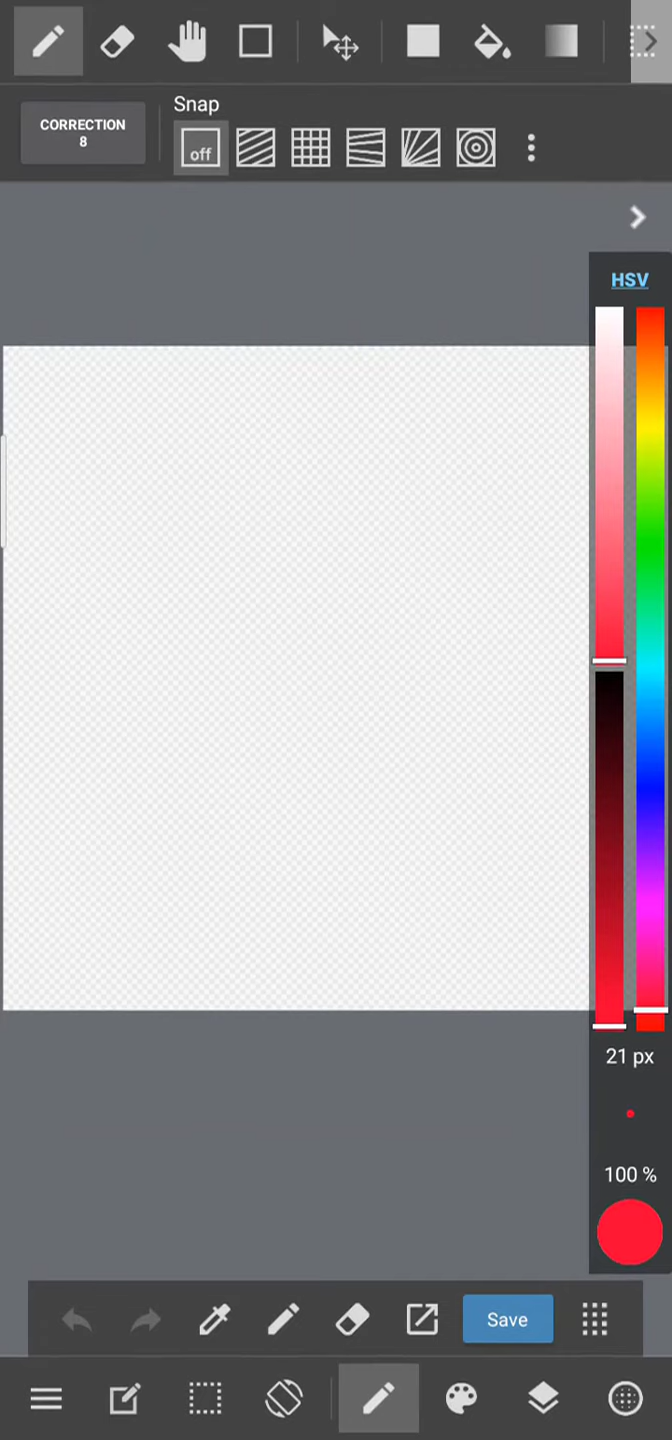 CORRECTION
8
Snap
off
HSV
21 px
100 %
Save